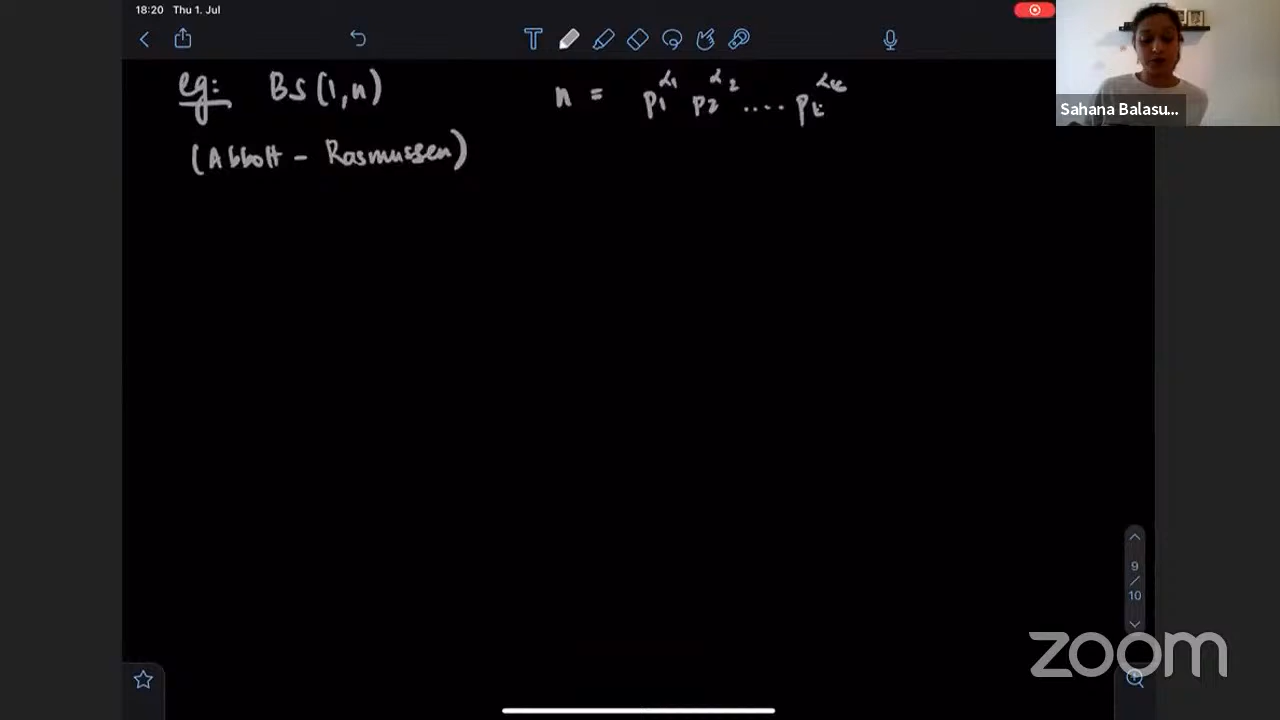 18:20 Thu 1. Jul
eg: BS(1,n) n = p1^α1 p2^α2 .... pk^αk
(Abbott - Rasmussen)
Sahana Balasu...
9
/
10
zoom